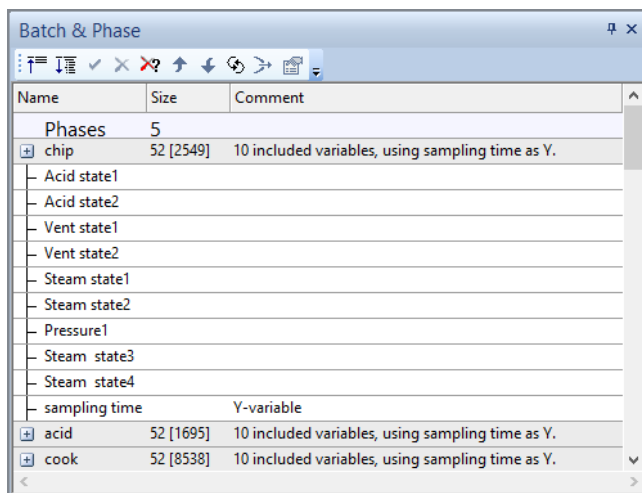 Batch & Phase
Name Size Comment
Phases 5
chip 52 [2549] 10 included variables, using sampling time as Y.
Acid state1
Acid state2
Vent state1
Vent state2
Steam state1
Steam state2
Pressure1
Steam  state3
Steam  state4
sampling time Y-variable
acid 52 [1695] 10 included variables, using sampling time as Y.
cook 52 [8538] 10 included variables, using sampling time as Y.